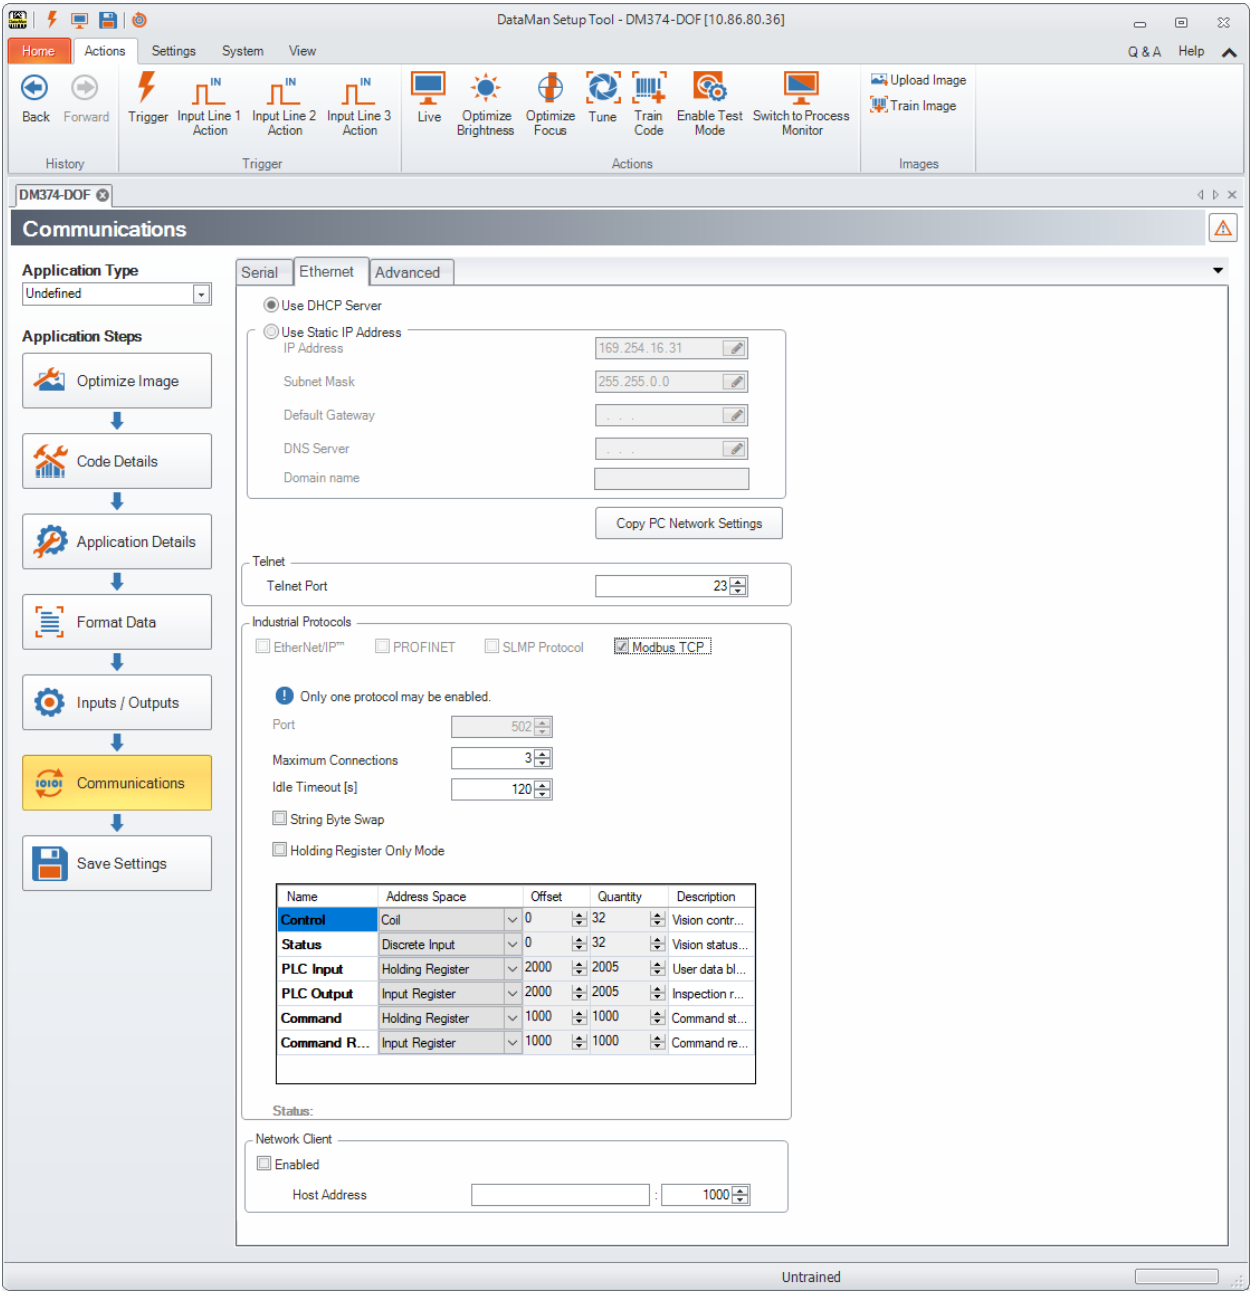 DataMan Setup Tool - DM374-DOF [10.86.80.36]
Home Actions Settings System View Q & A Help
IN IN IN
Back Forward Trigger Input Line 1 Action Input Line 2 Action Input Line 3 Action Live Optimize Brightness Optimize Focus Tune Train Code Enable Test Mode Switch to Process Monitor Upload Image
Train Image
History Trigger Actions Images
DM374-DOF
Communications
Application Type
Undefined
Application Steps
Optimize Image
Code Details
Application Details
Format Data
Inputs / Outputs
Communications
Save Settings
Serial Ethernet Advanced
Use DHCP Server
Use Static IP Address
IP Address 169.254.16.31
Subnet Mask 255.255.0.0
Default Gateway . . .
DNS Server . . .
Domain name
Copy PC Network Settings
Telnet
Telnet Port 23
Industrial Protocols
EtherNet/IP™ PROFINET SLMP Protocol Modbus TCP
Only one protocol may be enabled.
Port 502
Maximum Connections 3
Idle Timeout [s] 120
String Byte Swap
Holding Register Only Mode
Name Address Space Offset Quantity Description
Control Coil 0 32 Vision contr...
Status Discrete Input 0 32 Vision status...
PLC Input Holding Register 2000 2005 User data bl...
PLC Output Input Register 2000 2005 Inspection r...
Command Holding Register 1000 1000 Command st...
Command R... Input Register 1000 1000 Command re...
Status:
Network Client
Enabled
Host Address : 1000
Untrained